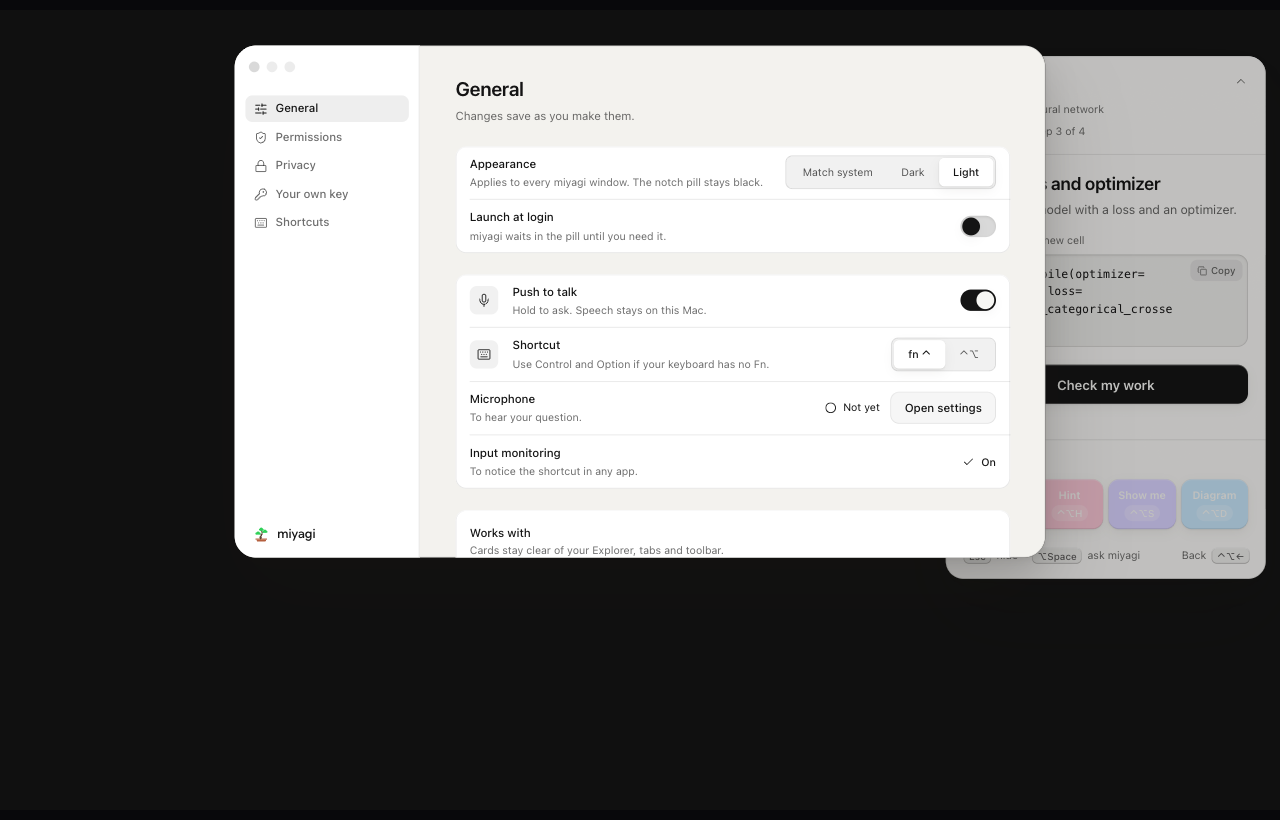 General
Permissions
Privacy
Your own key
Shortcuts
miyagi
General
Changes save as you make them.
Appearance
Applies to every miyagi window. The notch pill stays black.
Match system
Dark
Light
Launch at login
miyagi waits in the pill until you need it.
Push to talk
Hold to ask. Speech stays on this Mac.
Shortcut
Use Control and Option if your keyboard has no Fn.
fn ^
^⌥
Microphone
To hear your question.
Not yet
Open settings
Input monitoring
To notice the shortcut in any app.
On
Works with
Cards stay clear of your Explorer, tabs and toolbar.
network
3 of 4
and optimizer
with a loss and an optimizer.
new cell
Copy
(optimizer=
loss=
_categorical_crosse
Check my work
Hint
^⌥H
Show me
^⌥S
Diagram
^⌥D
⌥Space
ask miyagi
Back
^⌥←